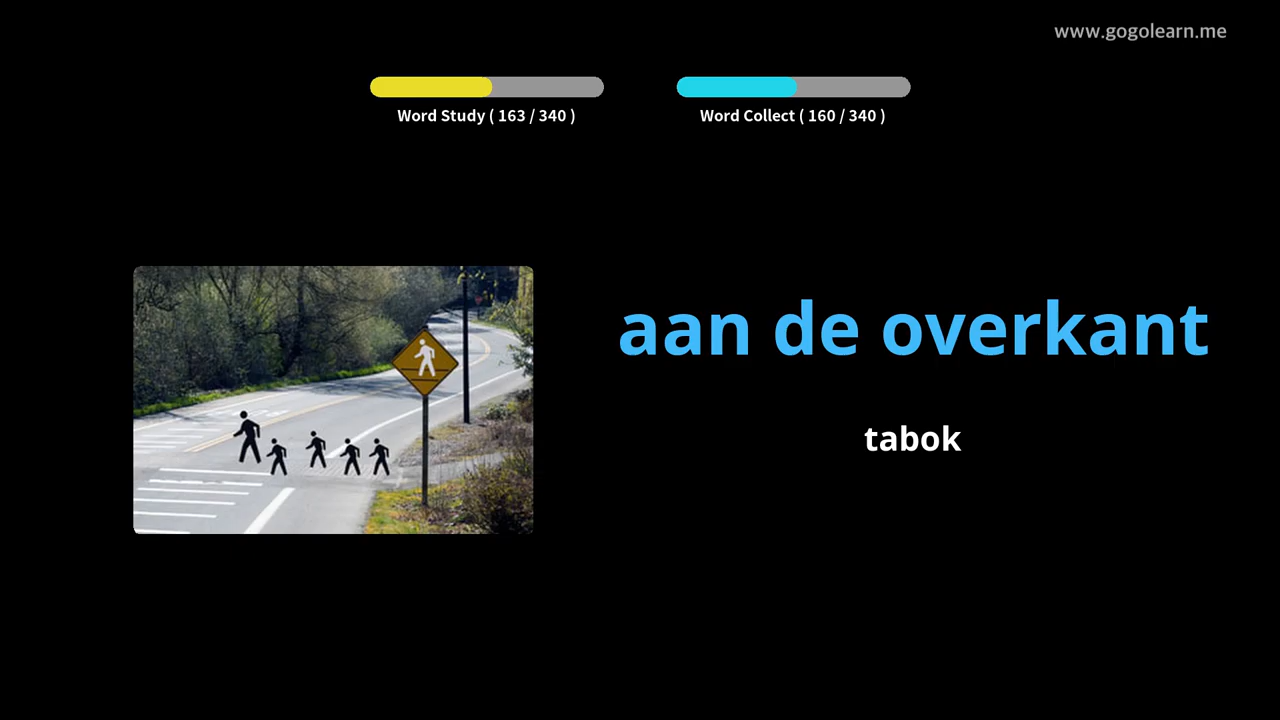 www.gogolearn.me
Word Study ( 163 / 340 )
Word Collect ( 160 / 340 )
aan de overkant
tabok